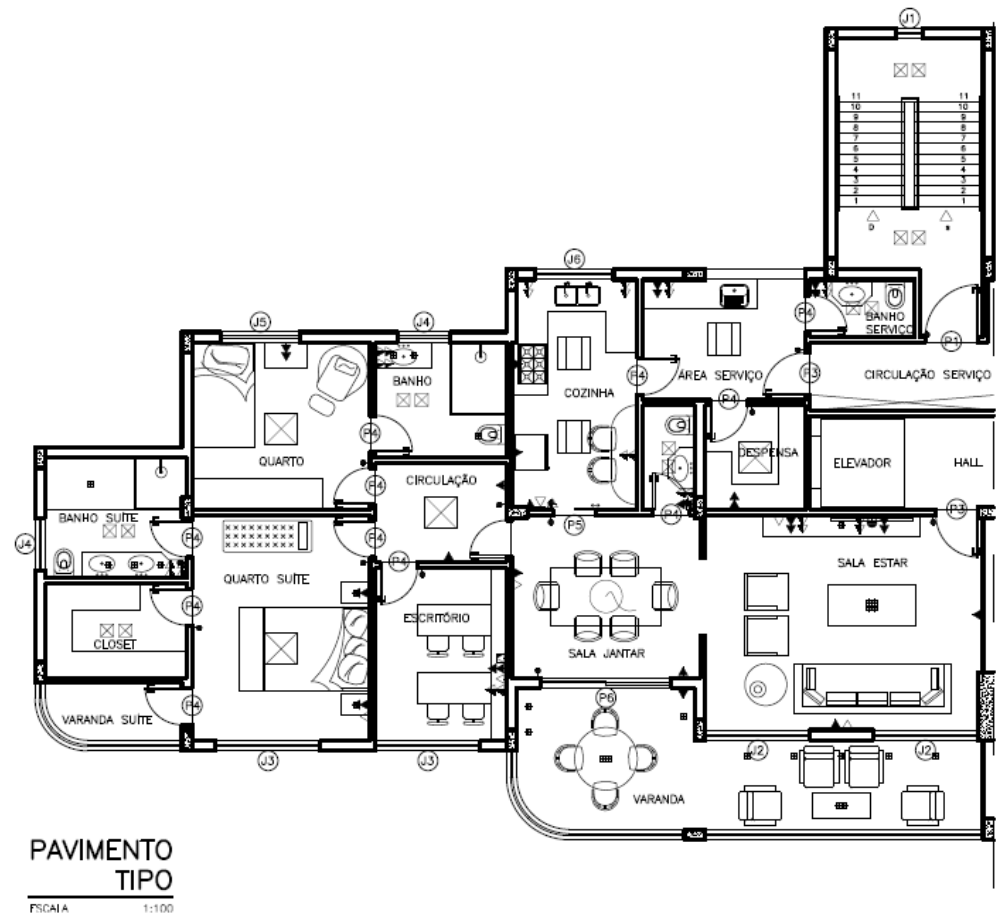 J1
11 11
10 10
9 9
8 8
7 7
6 6
5 5
4 4
3 3
2 2
1 1
D
J6
P4
BANHO
SERVIÇO
J5
J4
P1
BANHO
P4
ÁREA SERVIÇO
P3
CIRCULAÇÃO SERVIÇO
COZINHA
P4
P4
QUARTO
P4
CIRCULAÇÃO
DESPENSA
ELEVADOR
HALL
P4
BANHO SUÍTE
P5
P4
P3
J4
P4
P4
P4
QUARTO SUÍTE
SALA ESTAR
P4
ESCRITÓRIO
CLOSET
SALA JANTAR
P4
VARANDA SUÍTE
P6
J3
J3
J2
J2
VARANDA
PAVIMENTO
TIPO
ESCALA 1:100